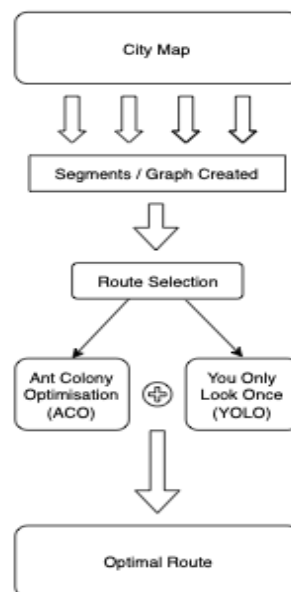 City Map
Segments / Graph Created
Route Selection
Ant Colony
Optimisation
(ACO)
You Only
Look Once
(YOLO)
Optimal Route